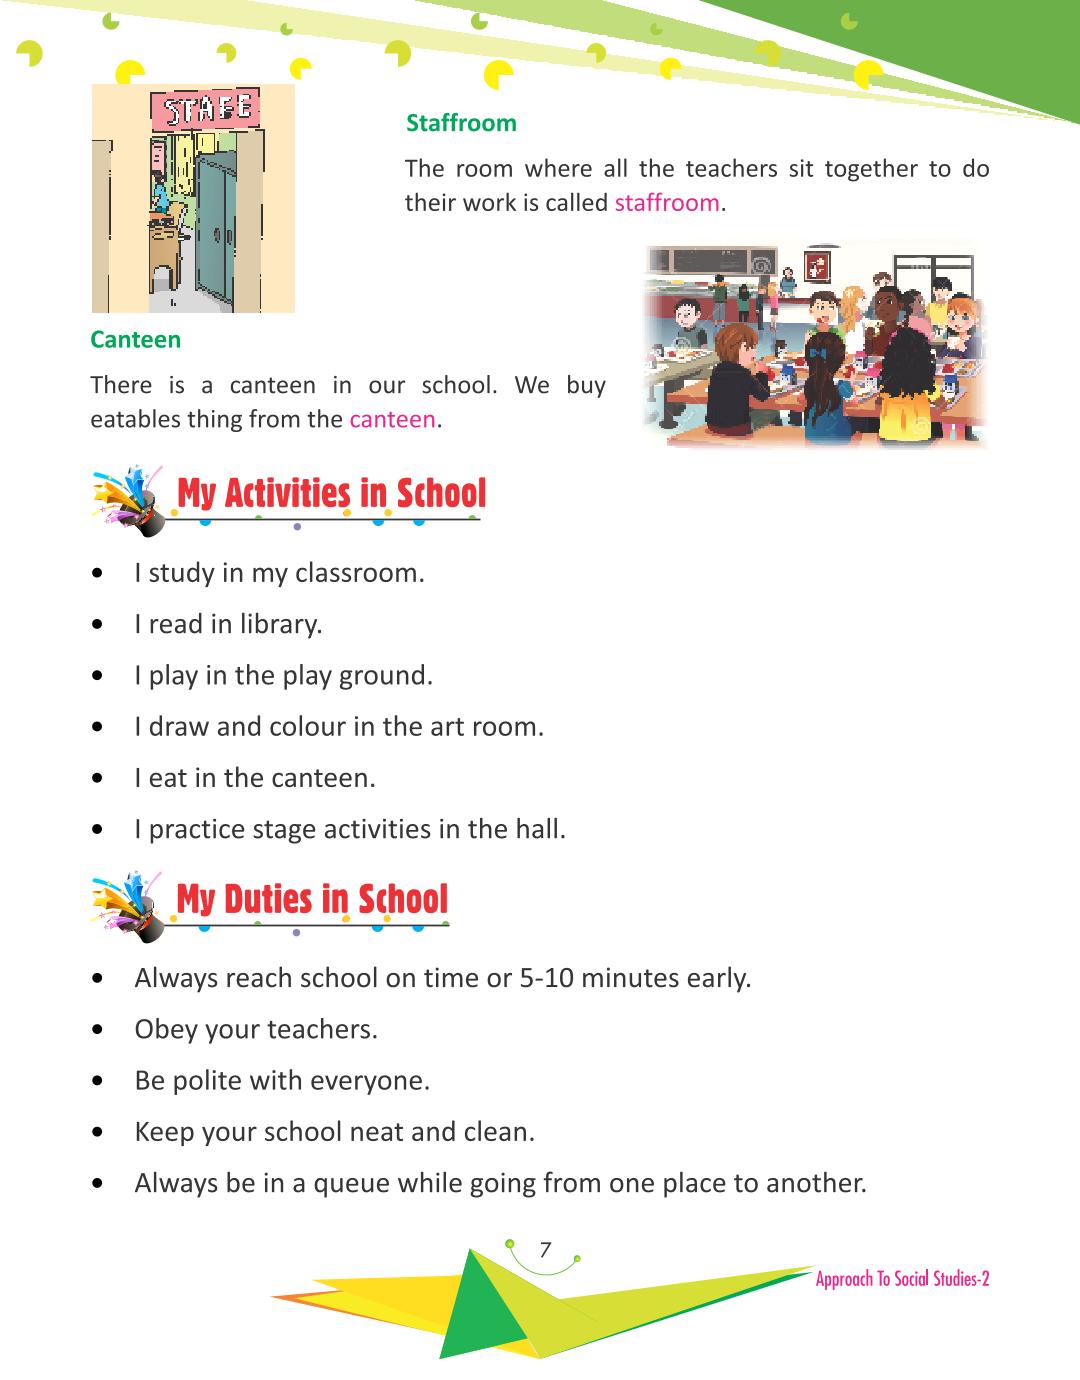 STAFF
Staffroom
The room where all the teachers sit together to do
their work is called staffroom.
Canteen
There is a canteen in our school. We buy
eatables thing from the canteen.
My Activities in School
• I study in my classroom.
• I read in library.
• I play in the play ground.
• I draw and colour in the art room.
• I eat in the canteen.
• I practice stage activities in the hall.
My Duties in School
• Always reach school on time or 5-10 minutes early.
• Obey your teachers.
• Be polite with everyone.
• Keep your school neat and clean.
• Always be in a queue while going from one place to another.
7
Approach To Social Studies-2